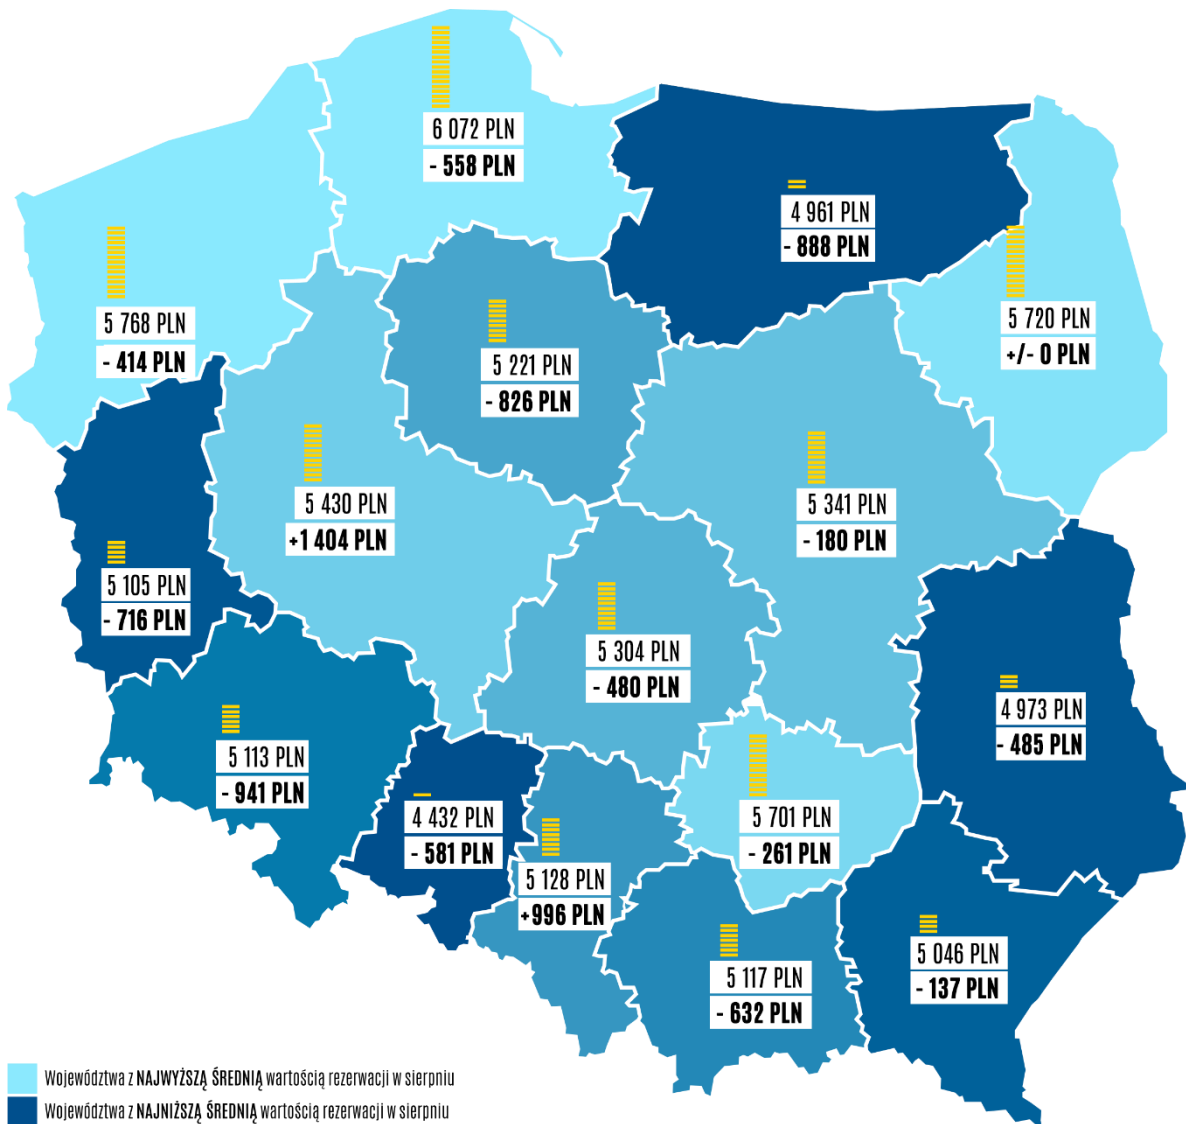 6 072 PLN
- 558 PLN
4 961 PLN
- 888 PLN
5 768 PLN
- 414 PLN
5 720 PLN
+/- 0 PLN
5 221 PLN
- 826 PLN
5 430 PLN
+1 404 PLN
5 341 PLN
- 180 PLN
5 105 PLN
- 716 PLN
5 304 PLN
- 480 PLN
4 973 PLN
- 485 PLN
5 113 PLN
- 941 PLN
4 432 PLN
- 581 PLN
5 701 PLN
- 261 PLN
5 128 PLN
+996 PLN
5 046 PLN
- 137 PLN
5 117 PLN
- 632 PLN
Województwa z NAJWYŻSZĄ ŚREDNIĄ wartością rezerwacji w sierpniu
Województwa z NAJNIŻSZĄ ŚREDNIĄ wartością rezerwacji w sierpniu